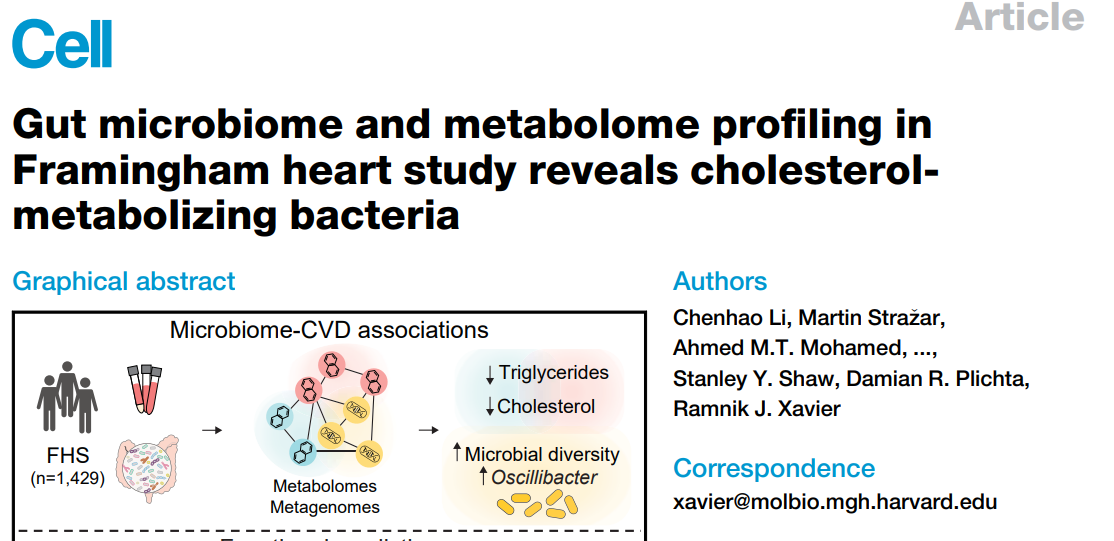 Cell
Article
Gut microbiome and metabolome profiling in
Framingham heart study reveals cholesterol-
metabolizing bacteria
Graphical abstract
Microbiome-CVD associations
FHS
(n=1,429)
Metabolomes
Metagenomes
↓ Triglycerides
↓ Cholesterol
↑ Microbial diversity
↑ Oscillibacter
Authors
Chenhao Li, Martin Stražar,
Ahmed M.T. Mohamed, ...,
Stanley Y. Shaw, Damian R. Plichta,
Ramnik J. Xavier
Correspondence
xavier@molbio.mgh.harvard.edu